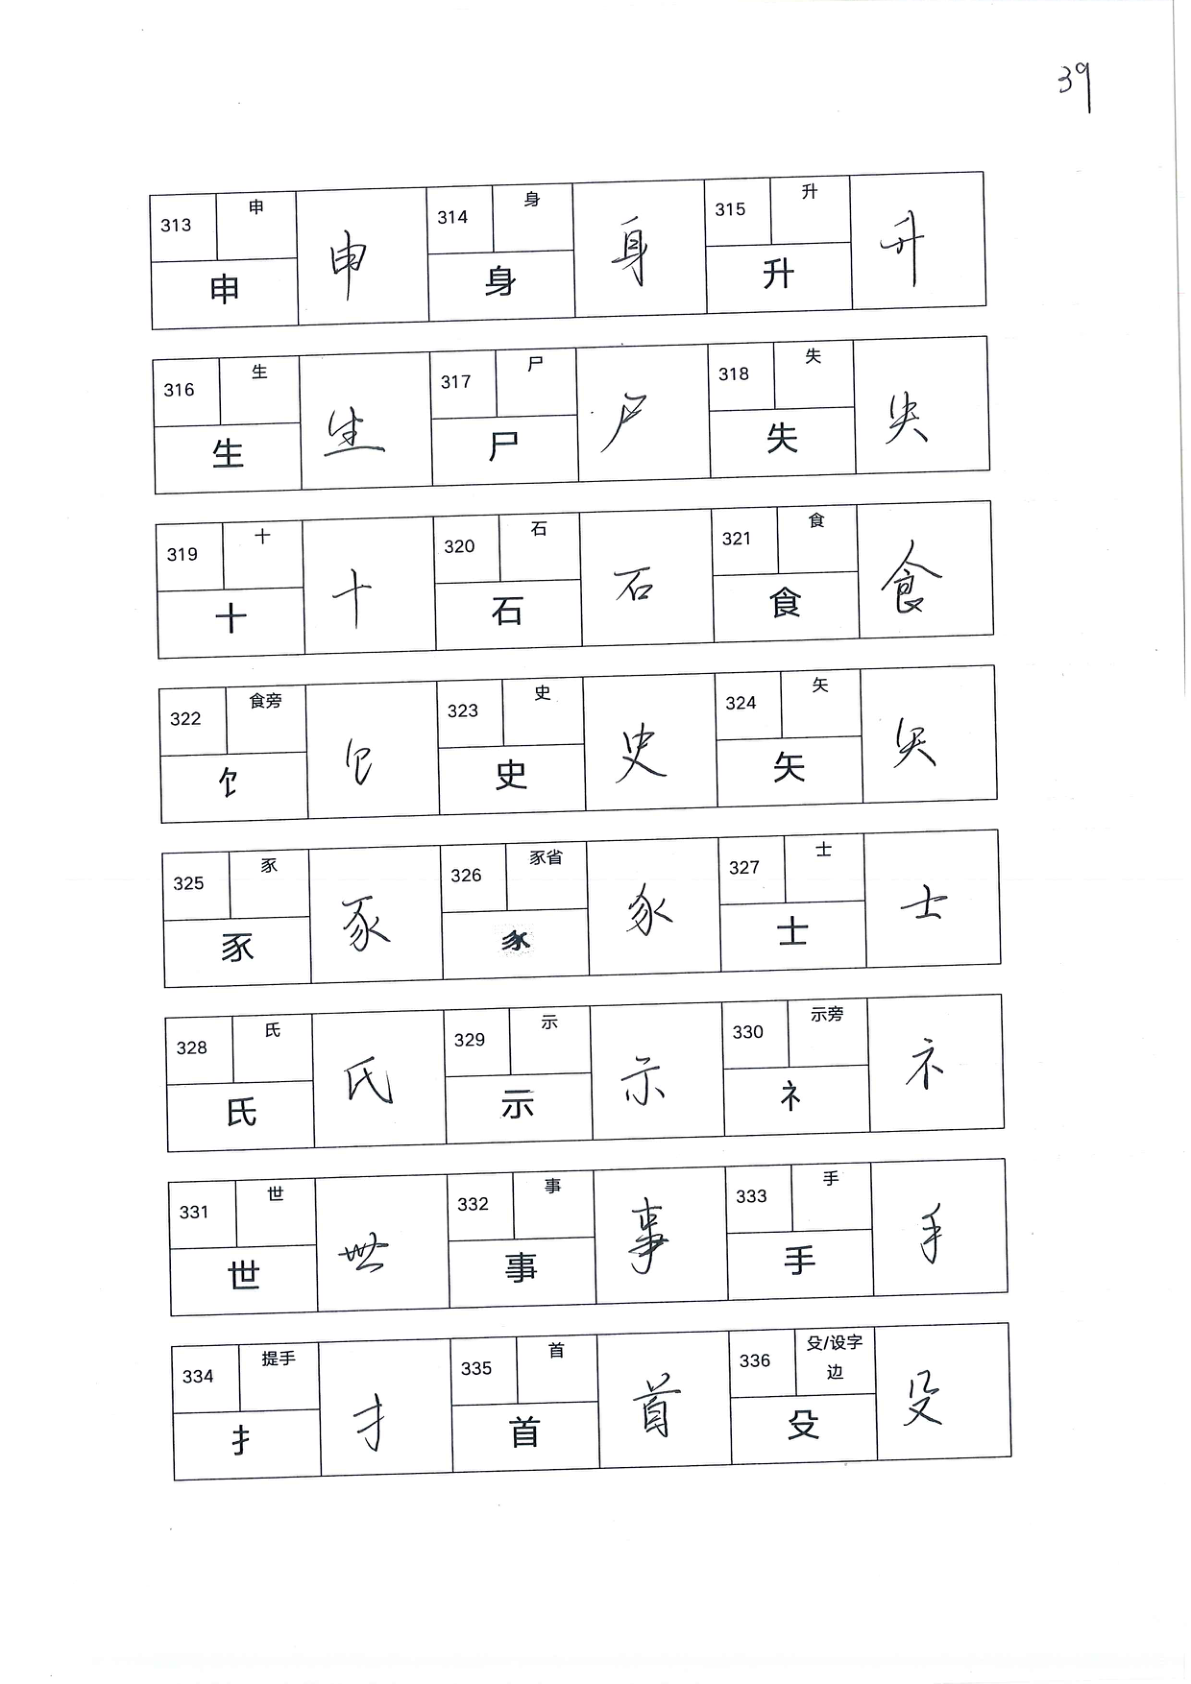 39
313 申 申 314 身 身 315 升 升
申 身 升
316 生 生 317 尸 尸 318 失 失
生 尸 失
319 十 十 320 石 石 321 食 食
十 石 食
322 食旁 饣 323 史 史 324 矢 矢
饣 史 矢
325 豕 豕 326 豕省 𧰨 327 士 士
豕 𧰨 士
328 氏 氏 329 示 示 330 示旁 礻
氏 示 礻
331 世 世 332 事 事 333 手 手
世 事 手
334 提手 扌 335 首 首 336 殳/设字边 殳
扌 首 殳